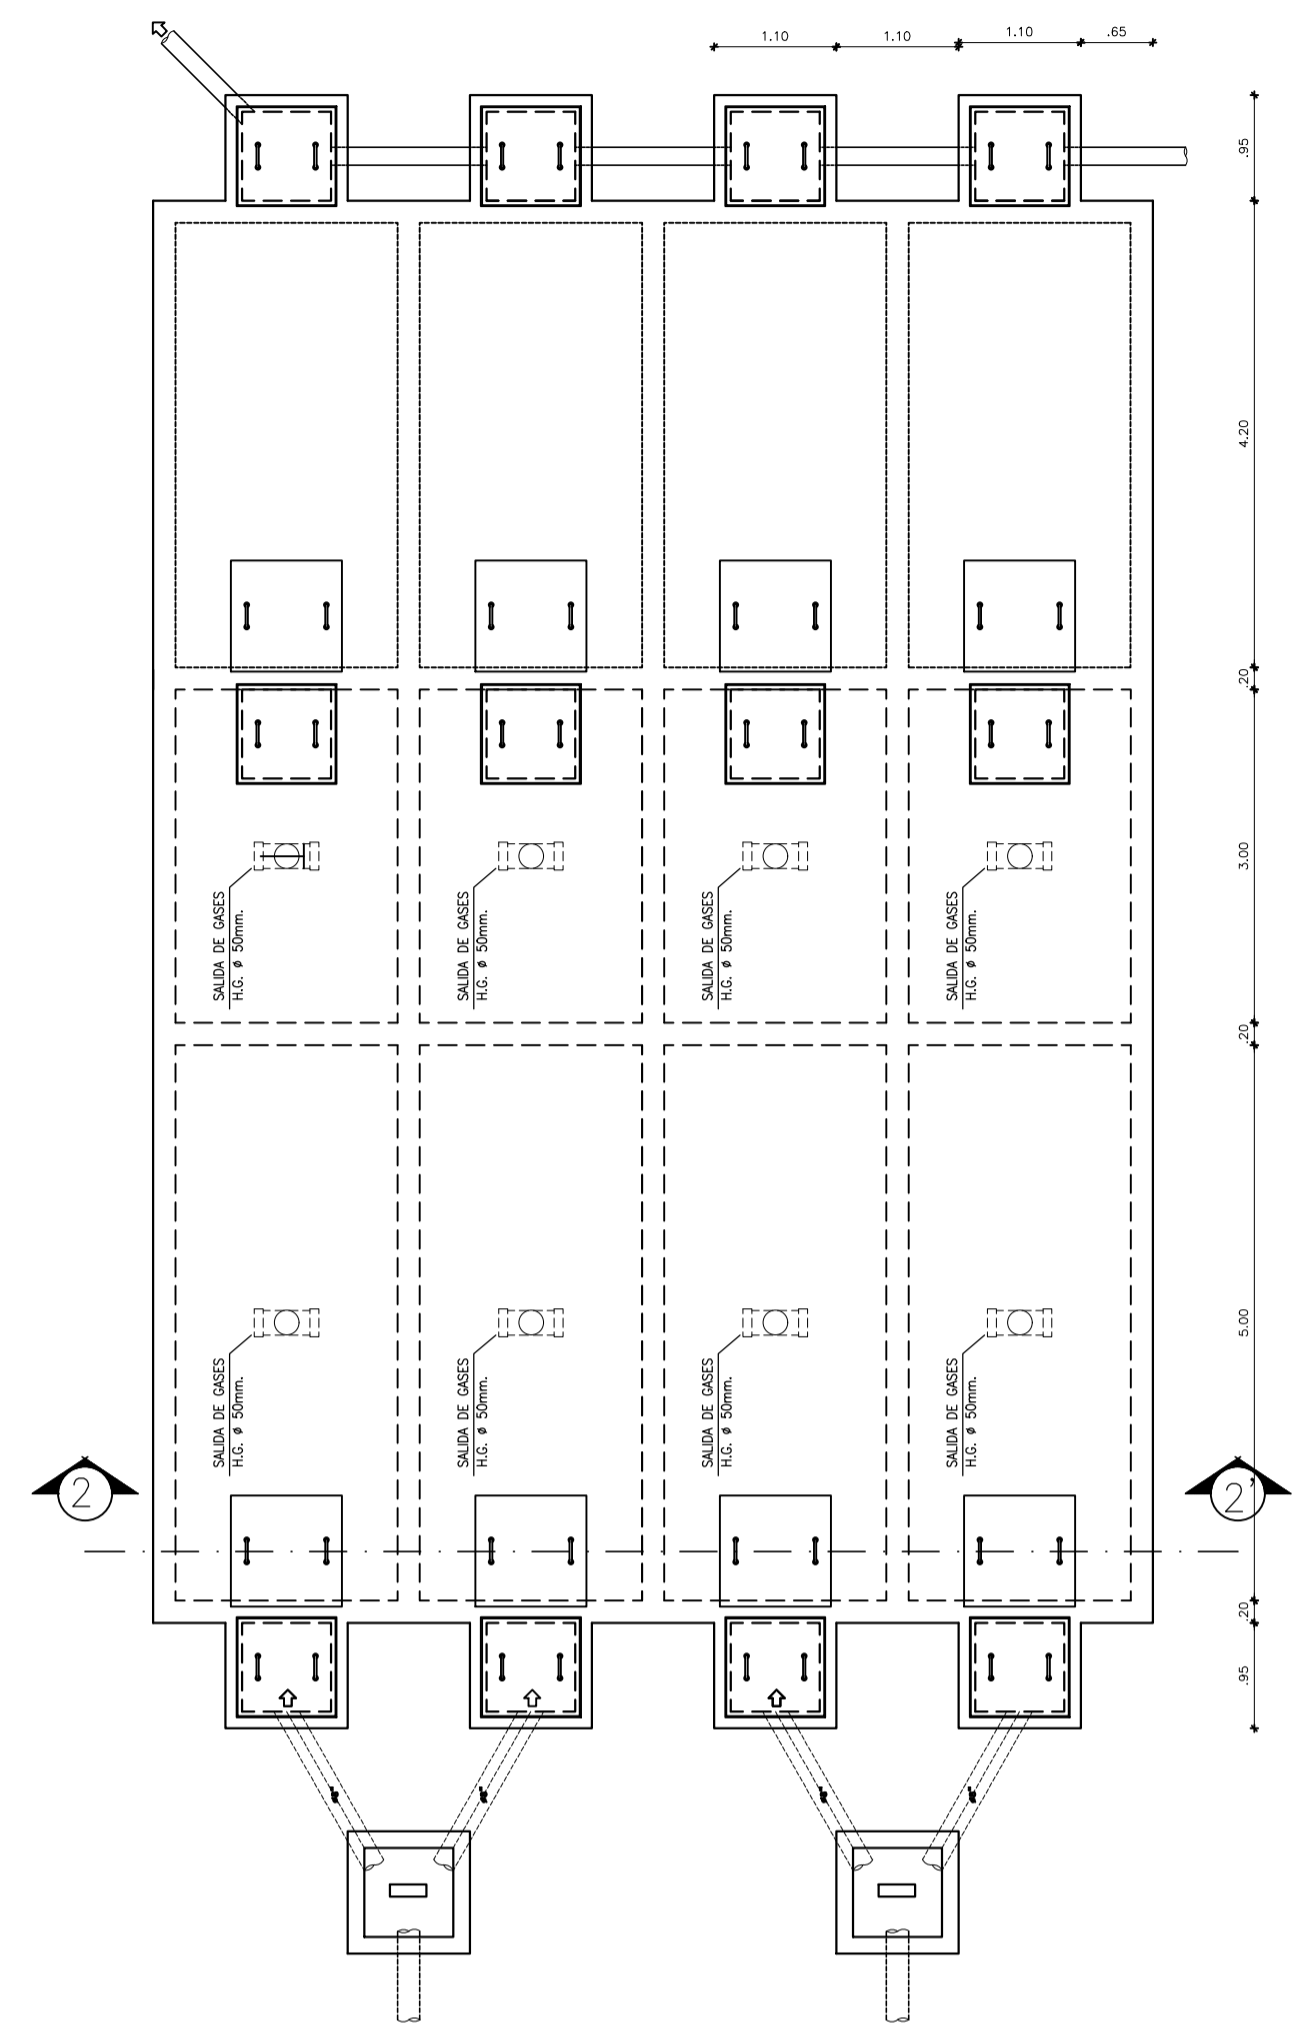 1.10
1.10
1.10
.65
.95
4.20
.20
3.00
.20
5.00
.20
.95
SALIDA DE GASES
H.G. ø 50mm.
SALIDA DE GASES
H.G. ø 50mm.
SALIDA DE GASES
H.G. ø 50mm.
SALIDA DE GASES
H.G. ø 50mm.
SALIDA DE GASES
H.G. ø 50mm.
SALIDA DE GASES
H.G. ø 50mm.
SALIDA DE GASES
H.G. ø 50mm.
SALIDA DE GASES
H.G. ø 50mm.
2
2'